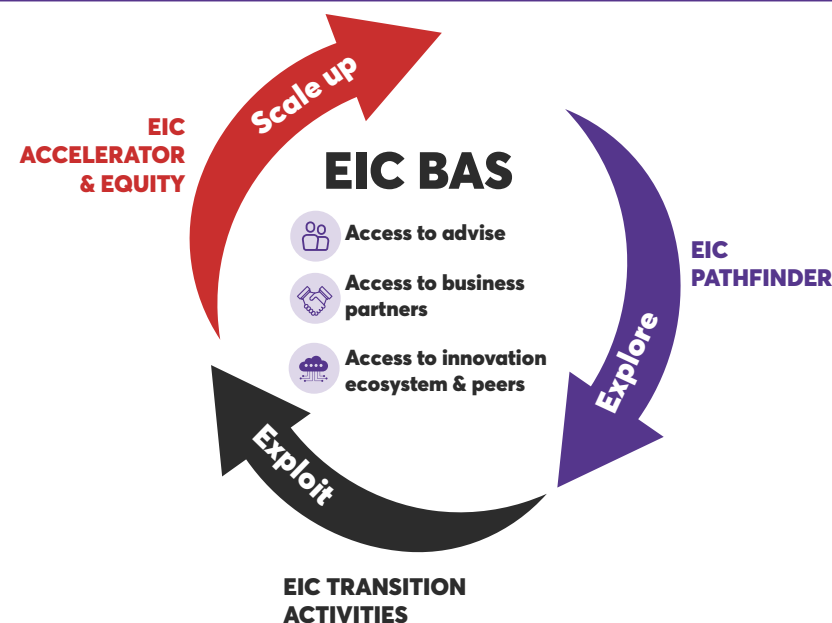 Scale up
EIC
ACCELERATOR
& EQUITY
EIC BAS
Access to advise
Access to business
partners
Access to innovation
ecosystem & peers
EIC
PATHFINDER
Explore
Exploit
EIC TRANSITION
ACTIVITIES